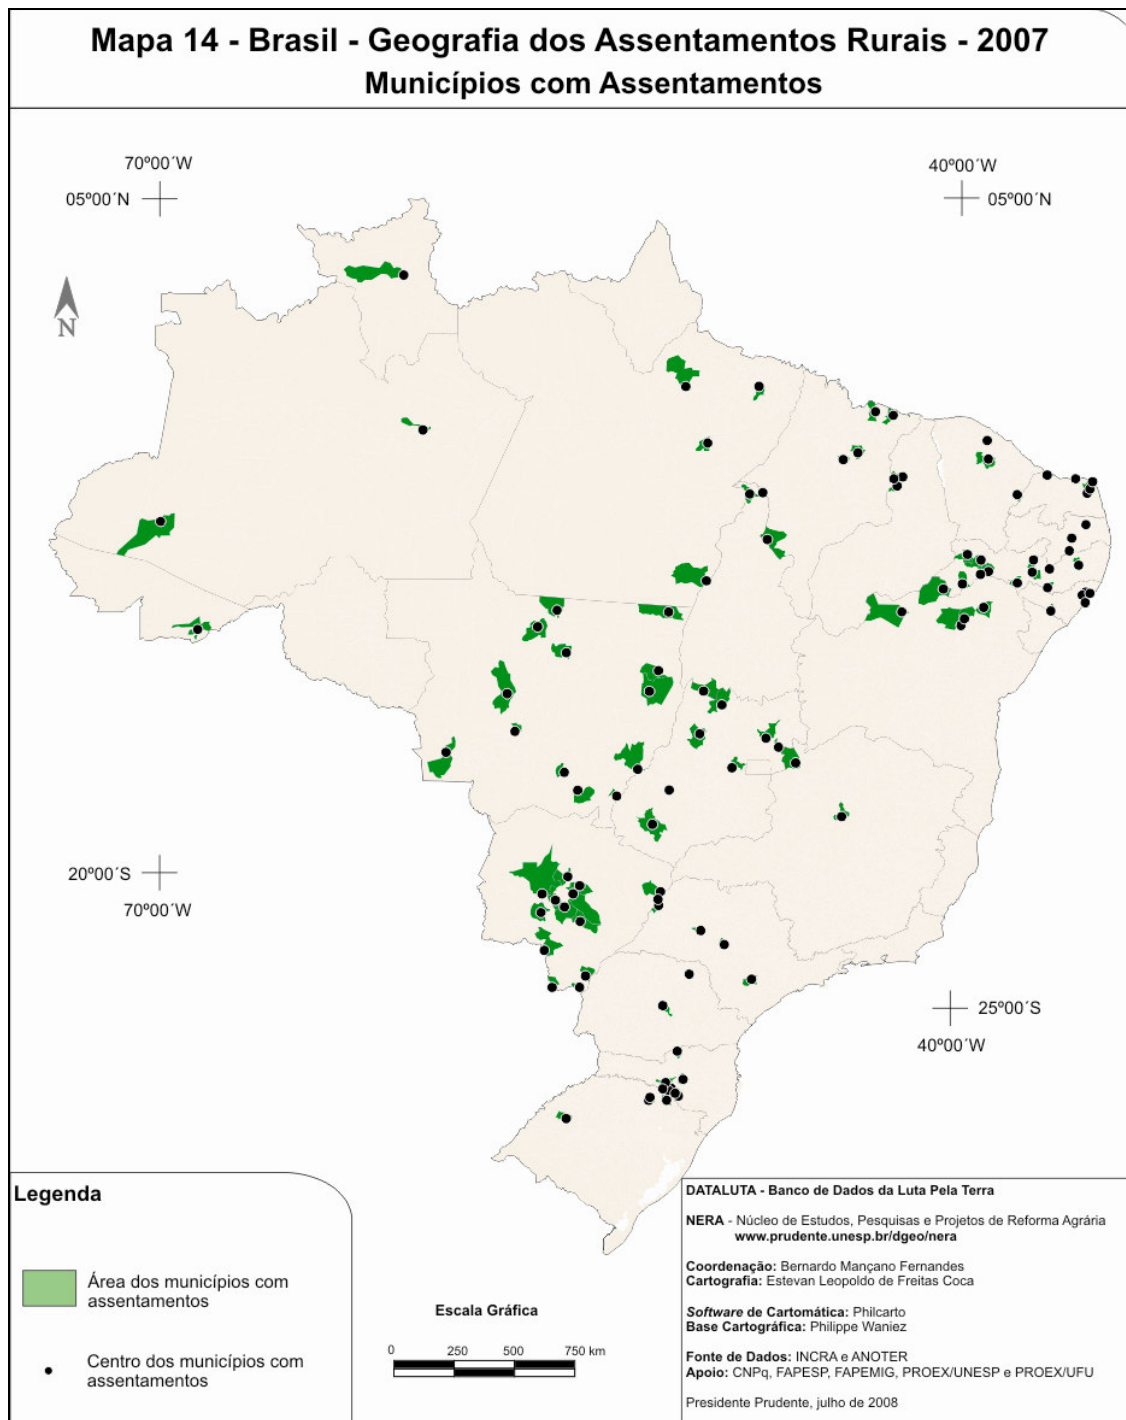 Mapa 14 - Brasil - Geografia dos Assentamentos Rurais - 2007
Municípios com Assentamentos
70º00´W
05º00´N
40º00´W
05º00´N
N
20º00´S
70º00´W
25º00´S
40º00´W
Legenda
Área dos municípios com
assentamentos
Centro dos municípios com
assentamentos
Escala Gráfica
0 250 500 750 km
DATALUTA - Banco de Dados da Luta Pela Terra
NERA - Núcleo de Estudos, Pesquisas e Projetos de Reforma Agrária
www.prudente.unesp.br/dgeo/nera
Coordenação: Bernardo Mançano Fernandes
Cartografia: Estevan Leopoldo de Freitas Coca
Software de Cartomática: Philcarto
Base Cartográfica: Philippe Waniez
Fonte de Dados: INCRA e ANOTER
Apoio: CNPq, FAPESP, FAPEMIG, PROEX/UNESP e PROEX/UFU
Presidente Prudente, julho de 2008